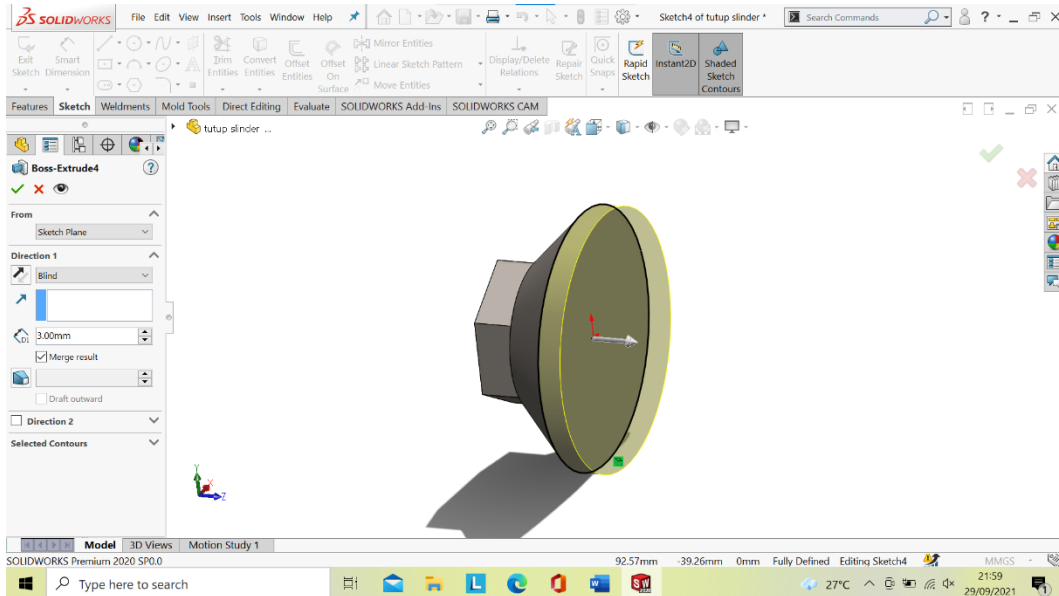 SOLIDWORKS File Edit View Insert Tools Window Help Sketch4 of tutup slinder * Search Commands ?
Exit Sketch Smart Dimension Trim Entities Convert Entities Offset Entities Offset On Surface Mirror Entities Linear Sketch Pattern Move Entities Display/Delete Relations Repair Sketch Quick Snaps Rapid Sketch Instant2D Shaded Sketch Contours
Features Sketch Weldments Mold Tools Direct Editing Evaluate SOLIDWORKS Add-Ins SOLIDWORKS CAM
tutup slinder ...
Boss-Extrude4 ?
From
Sketch Plane
Direction 1
Blind
D1 3.00mm
Merge result
Draft outward
Direction 2
Selected Contours
Y
X
Z
Model 3D Views Motion Study 1
SOLIDWORKS Premium 2020 SP0.0 92.57mm -39.26mm 0mm Fully Defined Editing Sketch4 MMGS -
Type here to search L W SW 27°C 21:59
29/09/2021 1